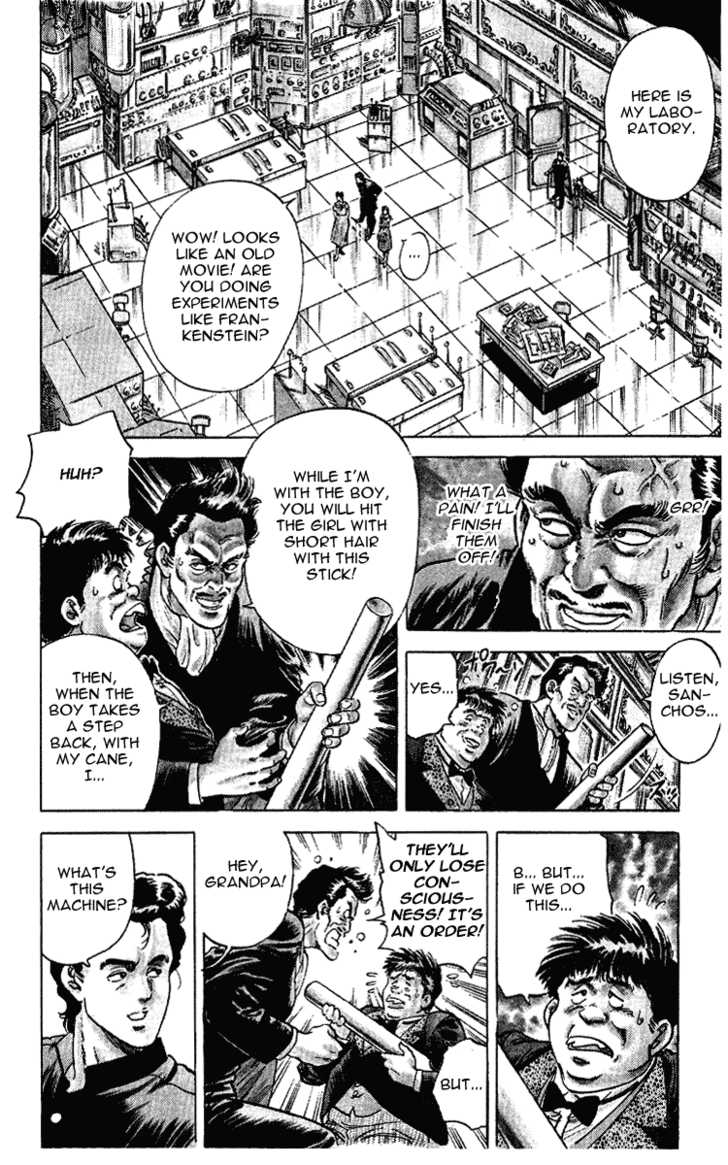 HERE IS
MY LABO-
RATORY.
WOW! LOOKS
LIKE AN OLD
MOVIE! ARE
YOU DOING
EXPERIMENTS
LIKE FRAN-
KENSTEIN?
...
WHAT A
PAIN! I'LL
FINISH
THEM
OFF!
GRR!
LISTEN,
SAN-
CHOS...
YES...
WHILE I'M
WITH THE BOY,
YOU WILL HIT
THE GIRL WITH
SHORT HAIR
WITH THIS
STICK!
HUH?
THEN,
WHEN THE
BOY TAKES
A STEP
BACK, WITH
MY CANE,
I...
B... BUT...
IF WE DO
THIS...
THEY'LL
ONLY LOSE
CON-
SCIOUS-
NESS! IT'S
AN ORDER!
HEY,
GRANDPA!
BUT...
WHAT'S
THIS
MACHINE?